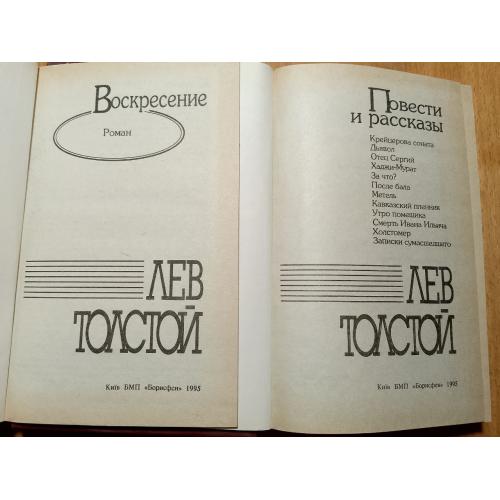 Воскресение
Роман
ЛЕВ
ТОЛСТОЙ
Київ БМП «Борисфен» 1995
Повести
и рассказы
Крейцерова соната
Дьявол
Отец Сергий
Хаджи-Мурат
За что?
После бала
Метель
Кавказский пленник
Утро помещика
Смерть Ивана Ильича
Холстомер
Записки сумасшедшего
ЛЕВ
ТОЛСТОЙ
Київ БМП «Борисфен» 1995